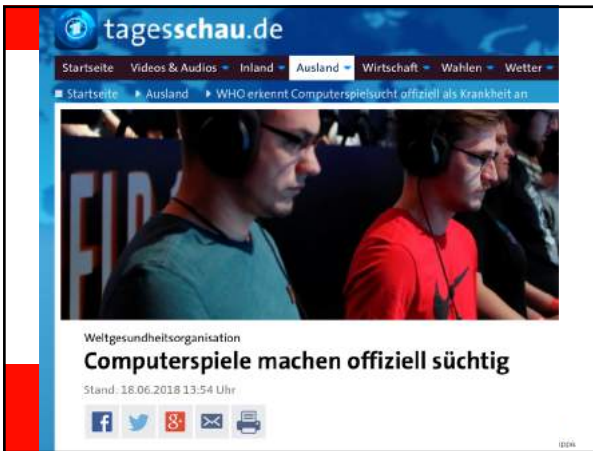 tagesschau.de
Startseite Videos & Audios Inland Ausland Wirtschaft Wahlen Wetter
Startseite Ausland WHO erkennt Computerspielsucht offiziell als Krankheit an
Weltgesundheitsorganisation
Computerspiele machen offiziell süchtig
Stand: 18.06.2018 13:54 Uhr